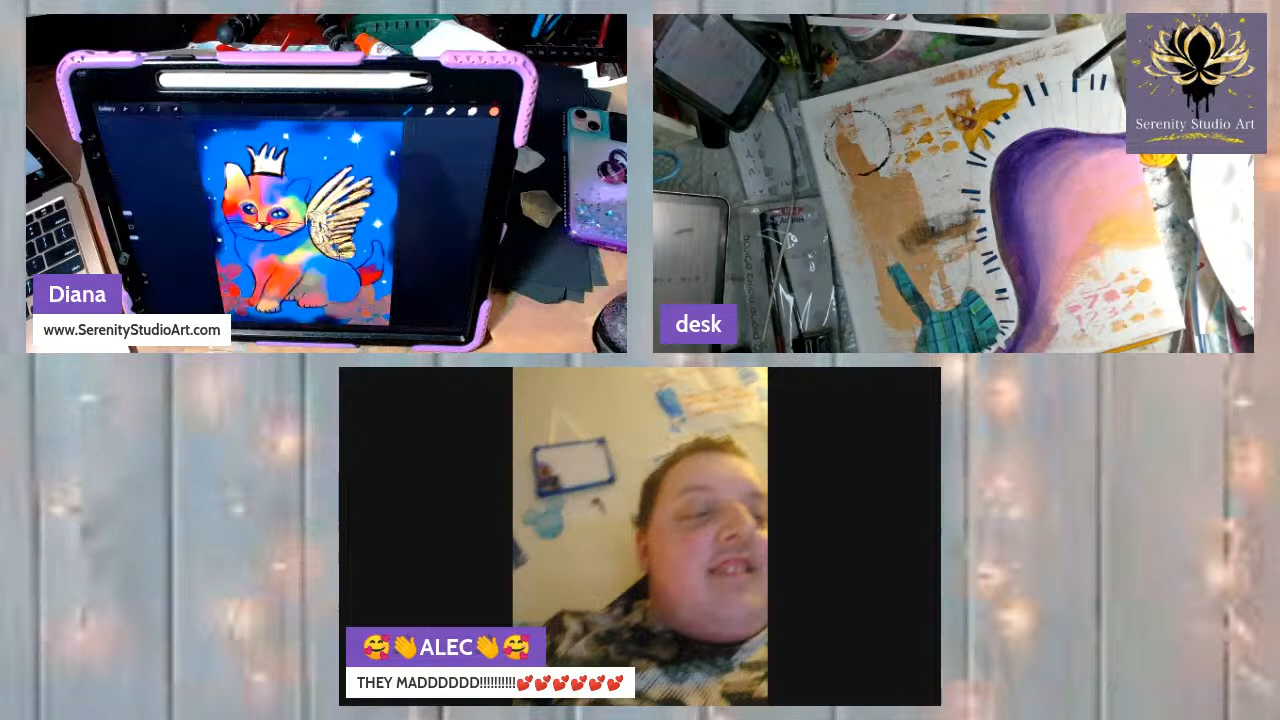 Serenity Studio Art
Diana
www.SerenityStudioArt.com
desk
🥰👋ALEC👋🥰
THEY MADDDDDD!!!!!!!!!!💕💕💕💕💕💕